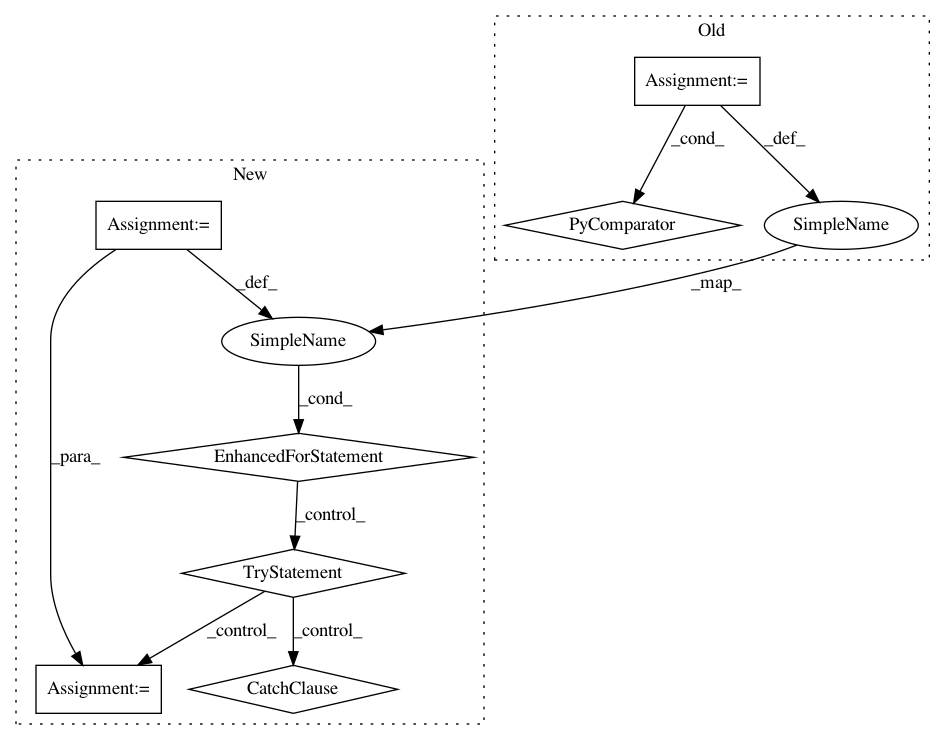 Old
Assignment:=
_cond_
_def_
New
Assignment:=
PyComparator
SimpleName
_def_
_map_
SimpleName
_cond_
_para_
EnhancedForStatement
_control_
TryStatement
_control_
_control_
Assignment:=
CatchClause